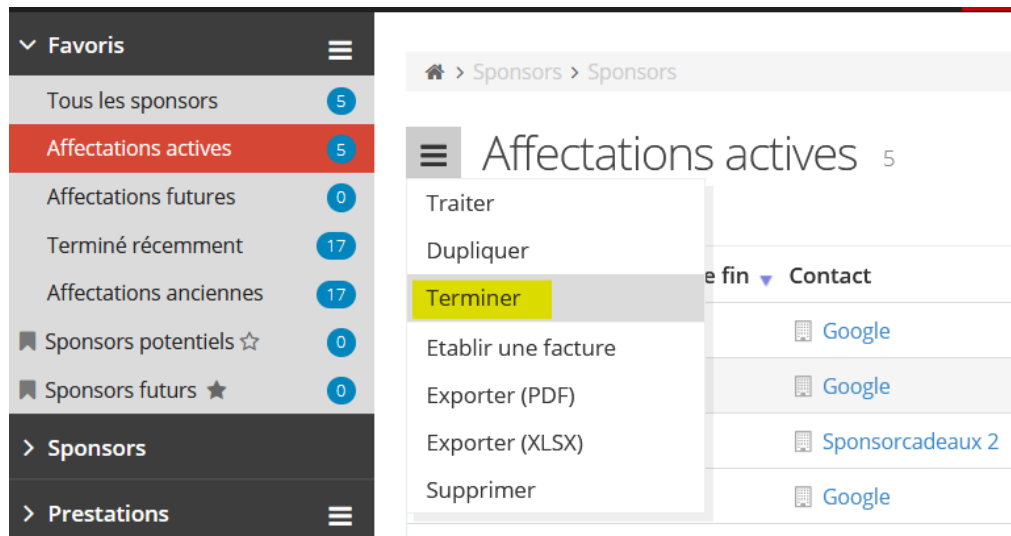 Favoris
Tous les sponsors 5
Affectations actives 5
Affectations futures 0
Terminé récemment 17
Affectations anciennes 17
Sponsors potentiels 0
Sponsors futurs 0
Sponsors
Prestations
> Sponsors > Sponsors
Affectations actives 5
Traiter
Dupliquer
Terminer
Etablir une facture
Exporter (PDF)
Exporter (XLSX)
Supprimer
e fin Contact
Google
Google
Sponsorcadeaux 2
Google